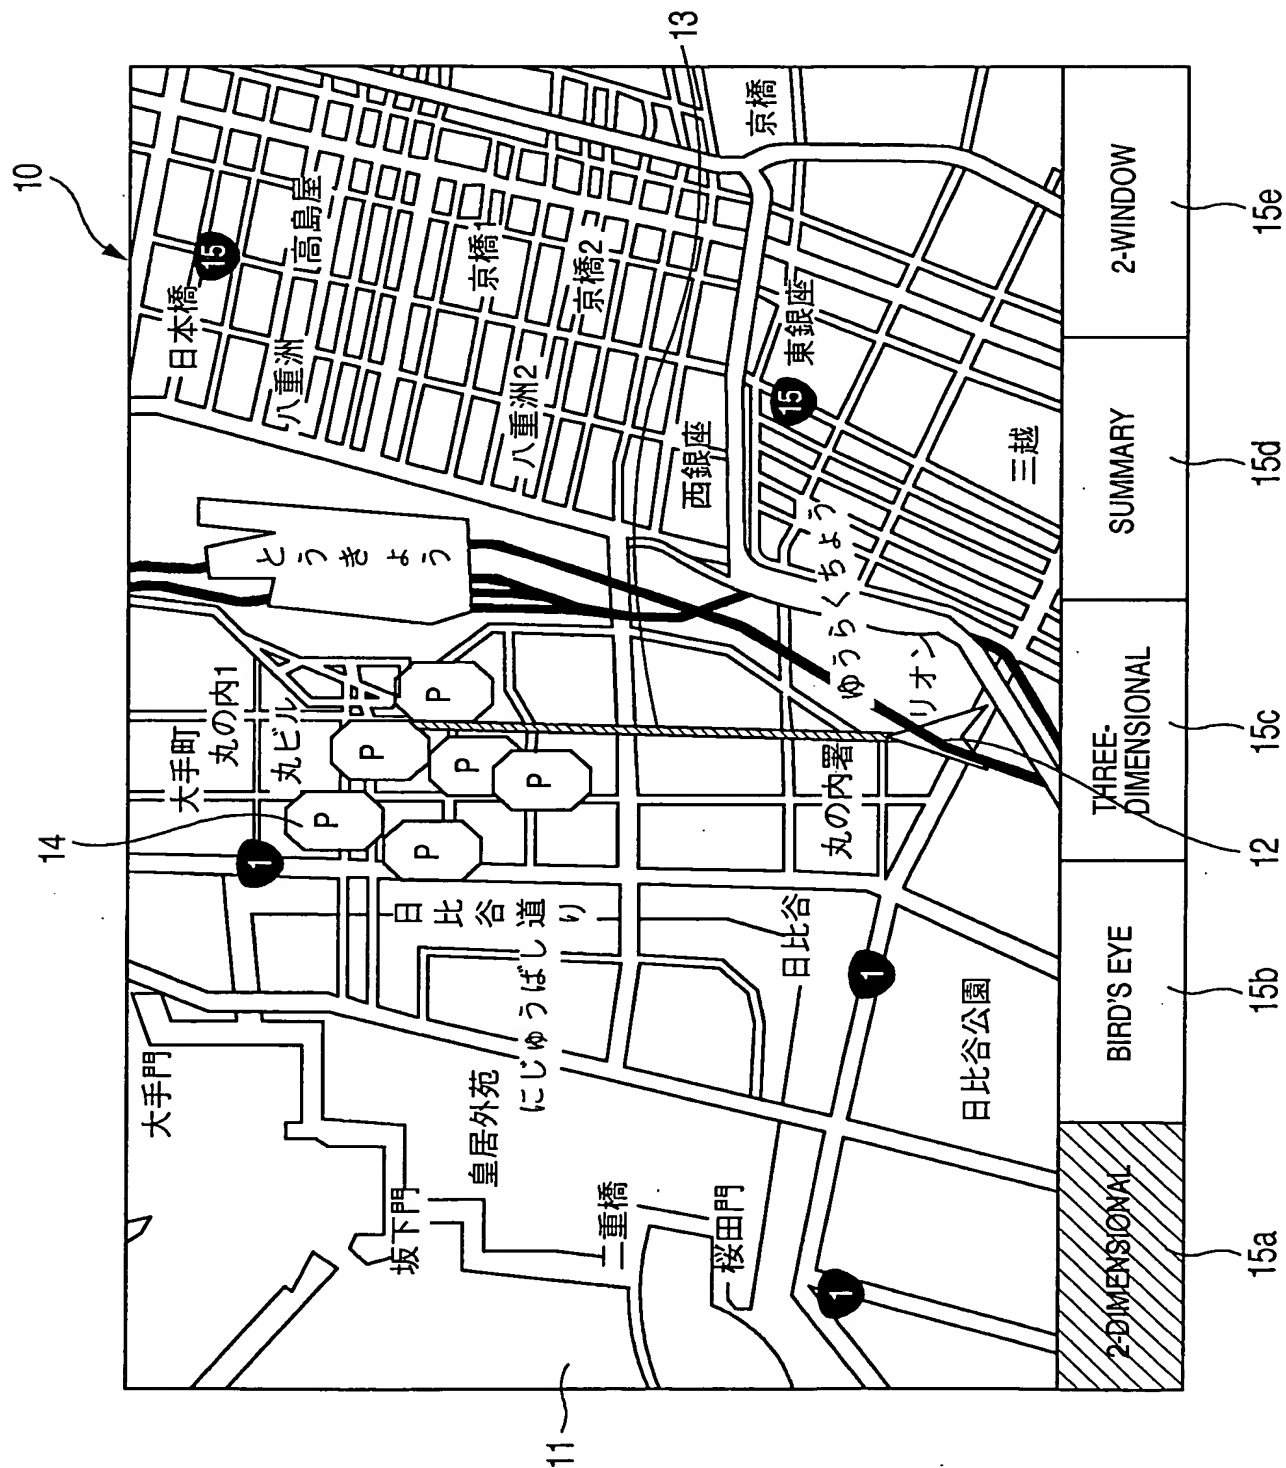 10
13
14
11
12
大手門
坂下門
皇居外苑
にじゅうばし
二重橋
桜田門
1
日比谷公園
日比谷
1
日比谷道り
1
大手町
丸の内1
丸ビル
P
P
P
P
P
P
丸の内署
リオン
ゆうらくちょう
とうきょう
日本橋
15
八重洲
高島屋
八重洲2
京橋1
京橋2
西銀座
東銀座
15
三越
京橋
2-DIMENSIONAL
BIRD'S EYE
THREE-
DIMENSIONAL
SUMMARY
2-WINDOW
15a
15b
15c
15d
15e